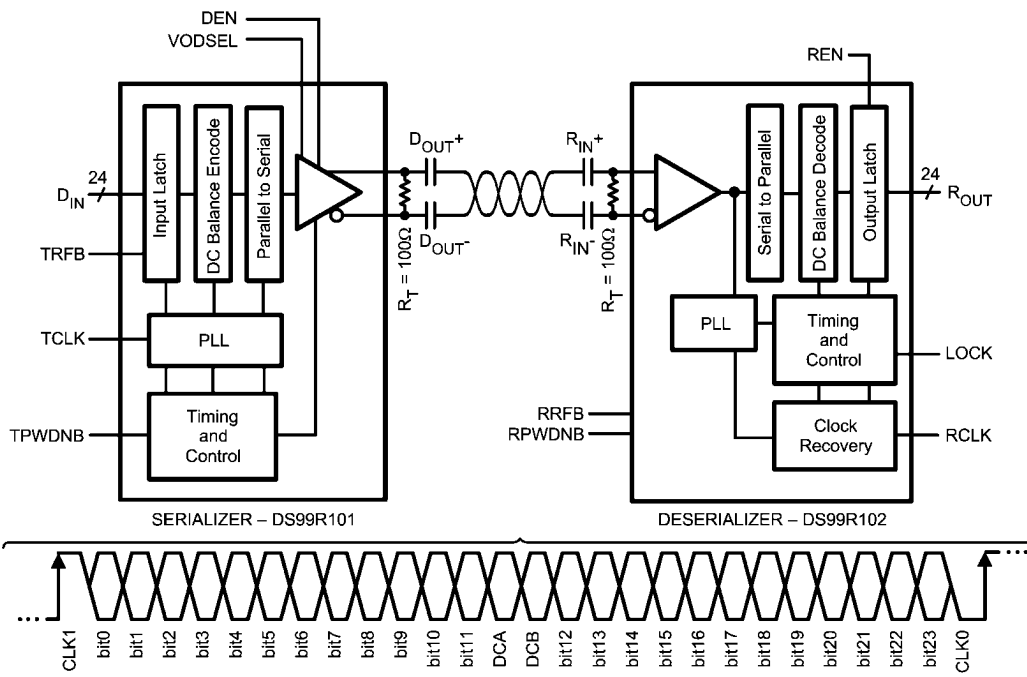 DEN
VODSEL
REN
24
D_IN
TRFB
TCLK
TPWDNB
Input Latch
DC Balance Encode
Parallel to Serial
PLL
Timing
and
Control
D_OUT+
D_OUT-
R_T = 100Ω
R_IN+
R_IN-
R_T = 100Ω
Serial to Parallel
DC Balance Decode
Output Latch
24
R_OUT
PLL
Timing
and
Control
LOCK
RRFB
RPWDNB
Clock
Recovery
RCLK
SERIALIZER – DS99R101
DESERIALIZER – DS99R102
CLK1
bit0
bit1
bit2
bit3
bit4
bit5
bit6
bit7
bit8
bit9
bit10
bit11
DCA
DCB
bit12
bit13
bit14
bit15
bit16
bit17
bit18
bit19
bit20
bit21
bit22
bit23
CLK0